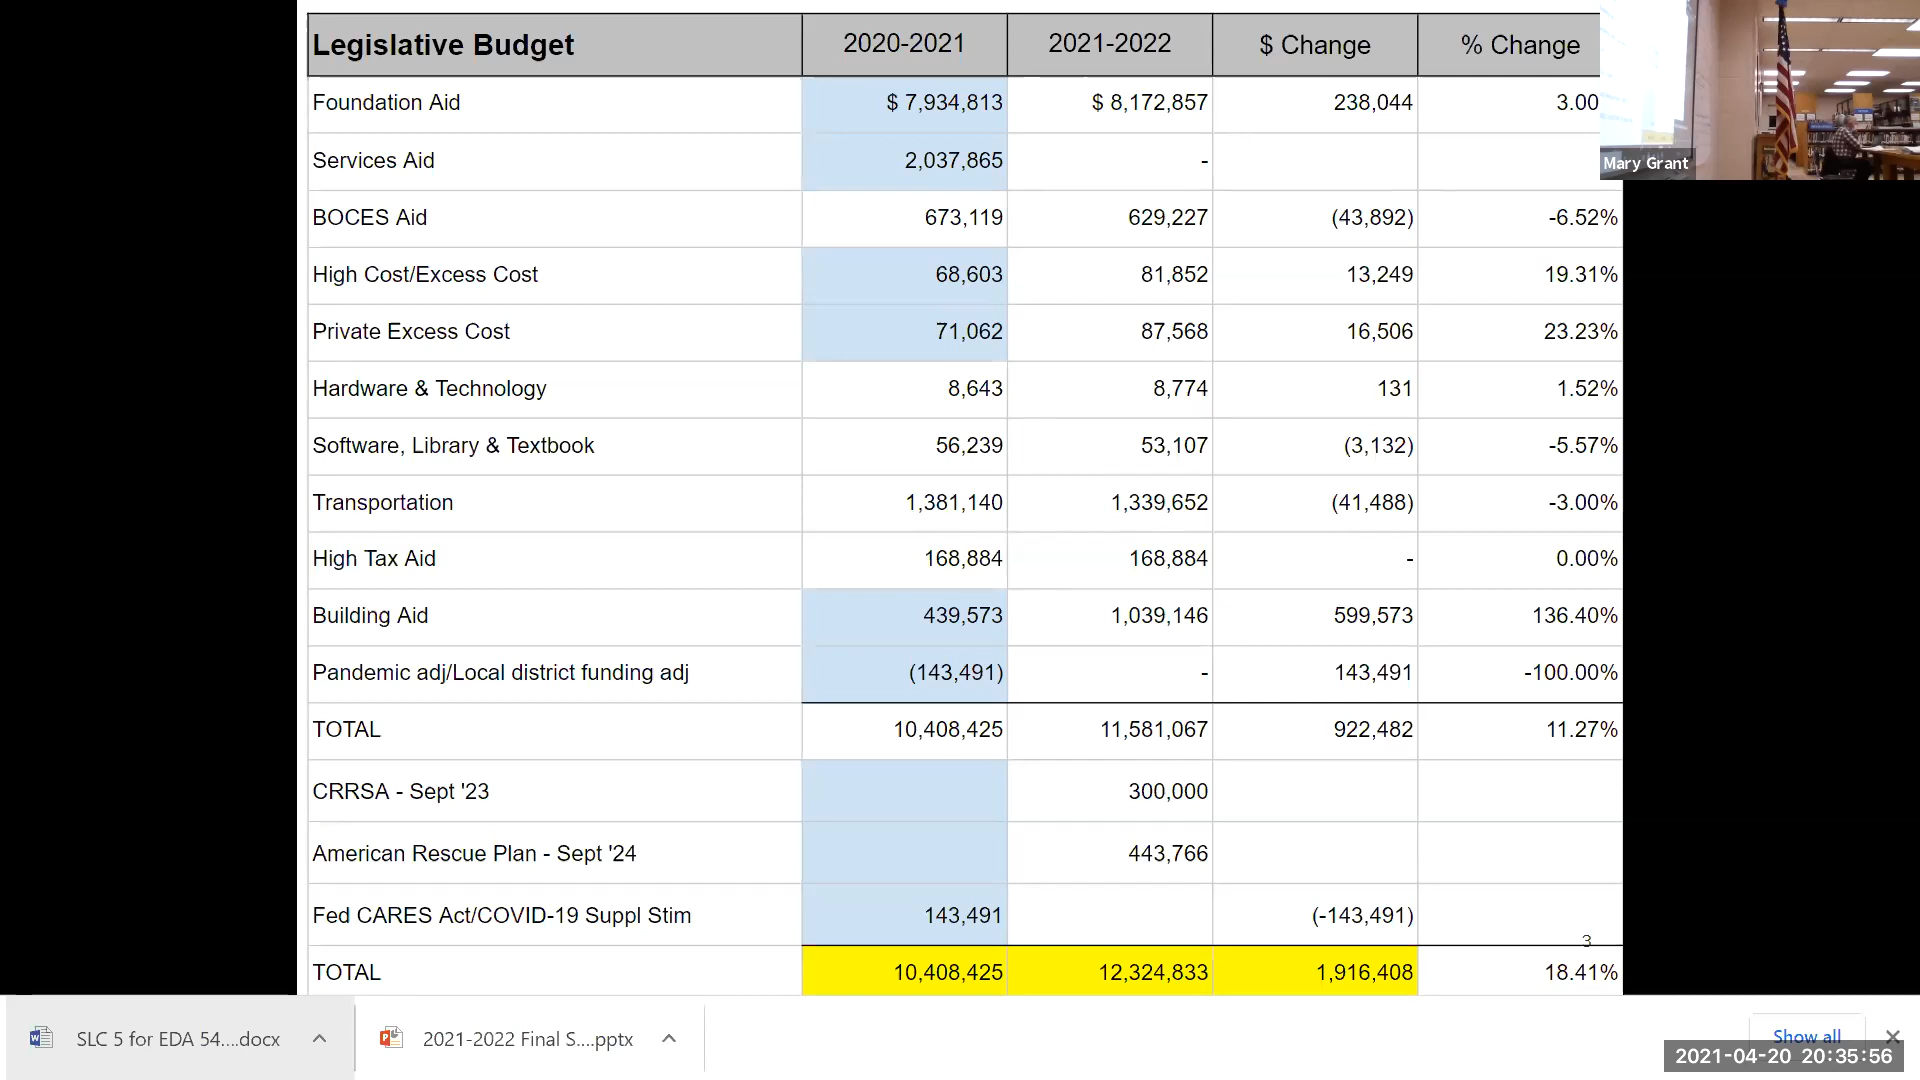 Legislative Budget 2020-2021 2021-2022 $ Change % Change
Foundation Aid $ 7,934,813 $ 8,172,857 238,044 3.00
Services Aid 2,037,865 -
BOCES Aid 673,119 629,227 (43,892) -6.52%
High Cost/Excess Cost 68,603 81,852 13,249 19.31%
Private Excess Cost 71,062 87,568 16,506 23.23%
Hardware & Technology 8,643 8,774 131 1.52%
Software, Library & Textbook 56,239 53,107 (3,132) -5.57%
Transportation 1,381,140 1,339,652 (41,488) -3.00%
High Tax Aid 168,884 168,884 - 0.00%
Building Aid 439,573 1,039,146 599,573 136.40%
Pandemic adj/Local district funding adj (143,491) - 143,491 -100.00%
TOTAL 10,408,425 11,581,067 922,482 11.27%
CRRSA - Sept '23 300,000
American Rescue Plan - Sept '24 443,766
Fed CARES Act/COVID-19 Suppl Stim 143,491 (-143,491)
3
TOTAL 10,408,425 12,324,833 1,916,408 18.41%
Mary Grant
SLC 5 for EDA 54....docx
2021-2022 Final S....pptx
Show all
2021-04-20 20:35:56